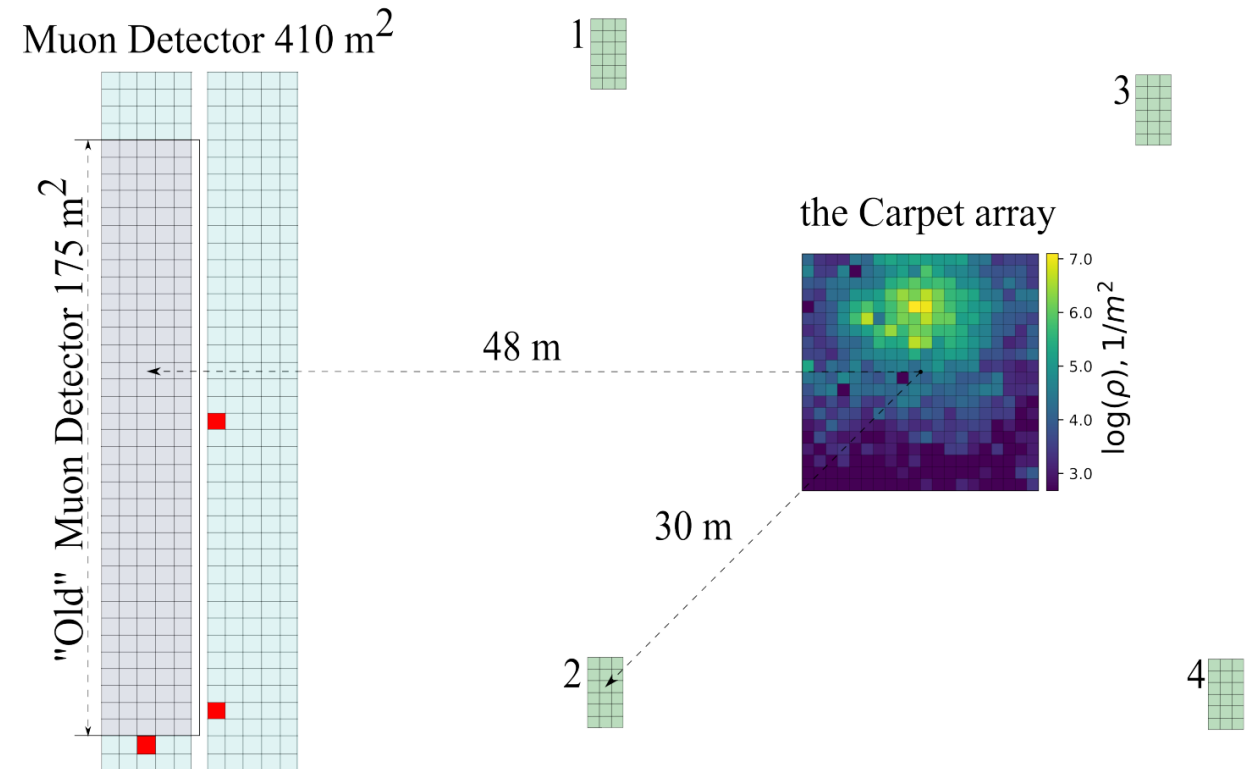 Muon Detector 410 m²
1
3
"Old" Muon Detector 175 m²
the Carpet array
7.0
6.0
5.0
4.0
3.0
log(ρ), 1/m²
48 m
30 m
2
4